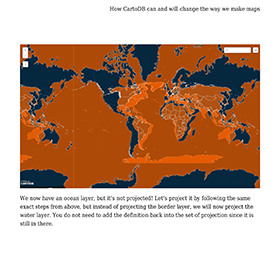 How CartoDB can and will change the way we make maps
We now have an ocean layer, but it's not projected! Let's project it by following the same
exact steps from above, but instead of projecting the border layer, we will now project the
water layer. You do not need to add the definition back into the set of projection since it is
still in there.